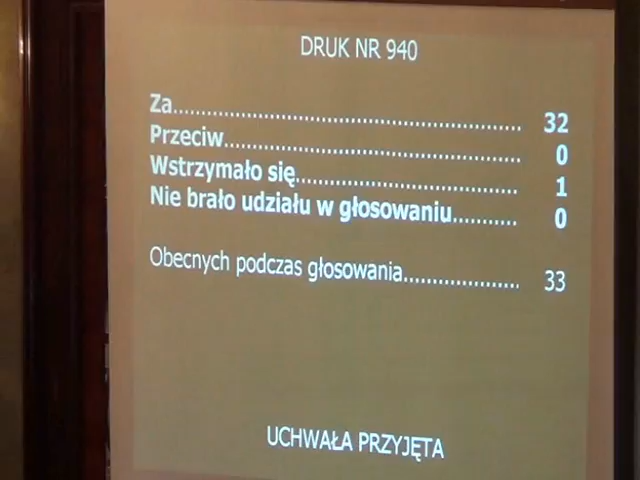 DRUK NR 940
Za.................................................... 32
Przeciw............................................ 0
Wstrzymało się................................. 1
Nie brało udziału w głosowaniu.......... 0
Obecnych podczas głosowania.................... 33
UCHWAŁA PRZYJĘTA